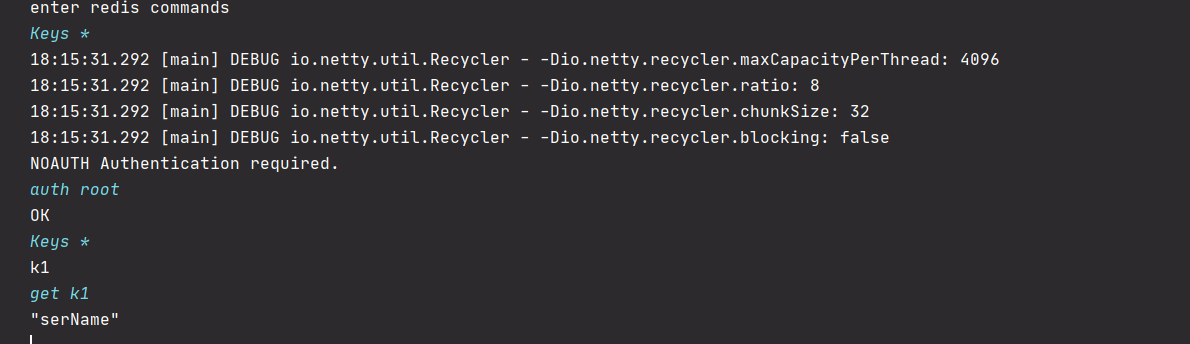 enter redis commands
Keys *
18:15:31.292 [main] DEBUG io.netty.util.Recycler - -Dio.netty.recycler.maxCapacityPerThread: 4096
18:15:31.292 [main] DEBUG io.netty.util.Recycler - -Dio.netty.recycler.ratio: 8
18:15:31.292 [main] DEBUG io.netty.util.Recycler - -Dio.netty.recycler.chunkSize: 32
18:15:31.292 [main] DEBUG io.netty.util.Recycler - -Dio.netty.recycler.blocking: false
NOAUTH Authentication required.
auth root
OK
Keys *
k1
get k1
"serName"